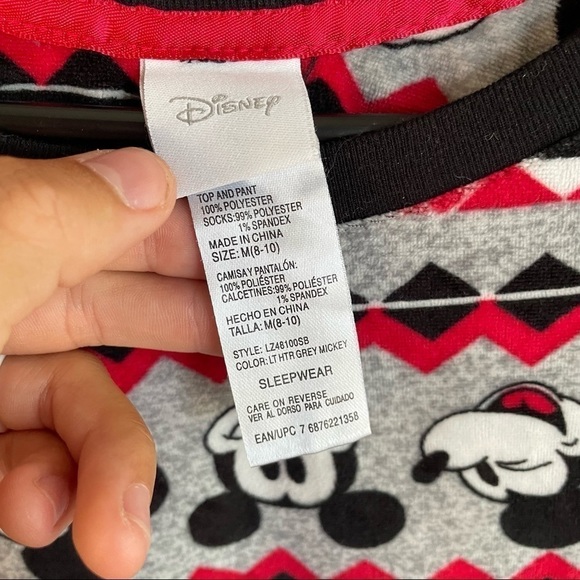 Disney
TOP AND PANT
100% POLYESTER
SOCKS:99% POLYESTER
1% SPANDEX
MADE IN CHINA
SIZE: M(8-10)
CAMISA Y PANTALÓN:
100% POLIÉSTER
CALCETINES:99% POLIÉSTER
1% SPANDEX
HECHO EN CHINA
TALLA: M(8-10)
STYLE: LZ48100SB
COLOR: LT HTR GREY MICKEY
SLEEPWEAR
CARE ON REVERSE
VER AL DORSO PARA CUIDADO
EAN/UPC 7 6876221358